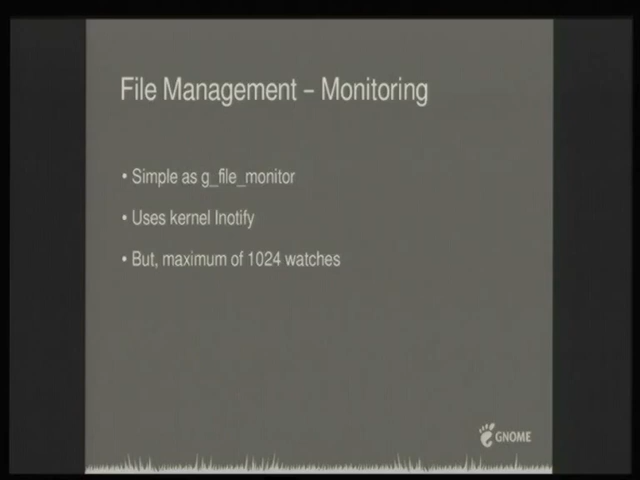 File Management – Monitoring
• Simple as g_file_monitor
• Uses kernel Inotify
• But, maximum of 1024 watches
GNOME